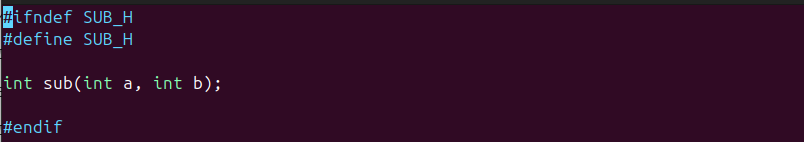 #ifndef SUB_H
#define SUB_H
int sub(int a, int b);
#endif